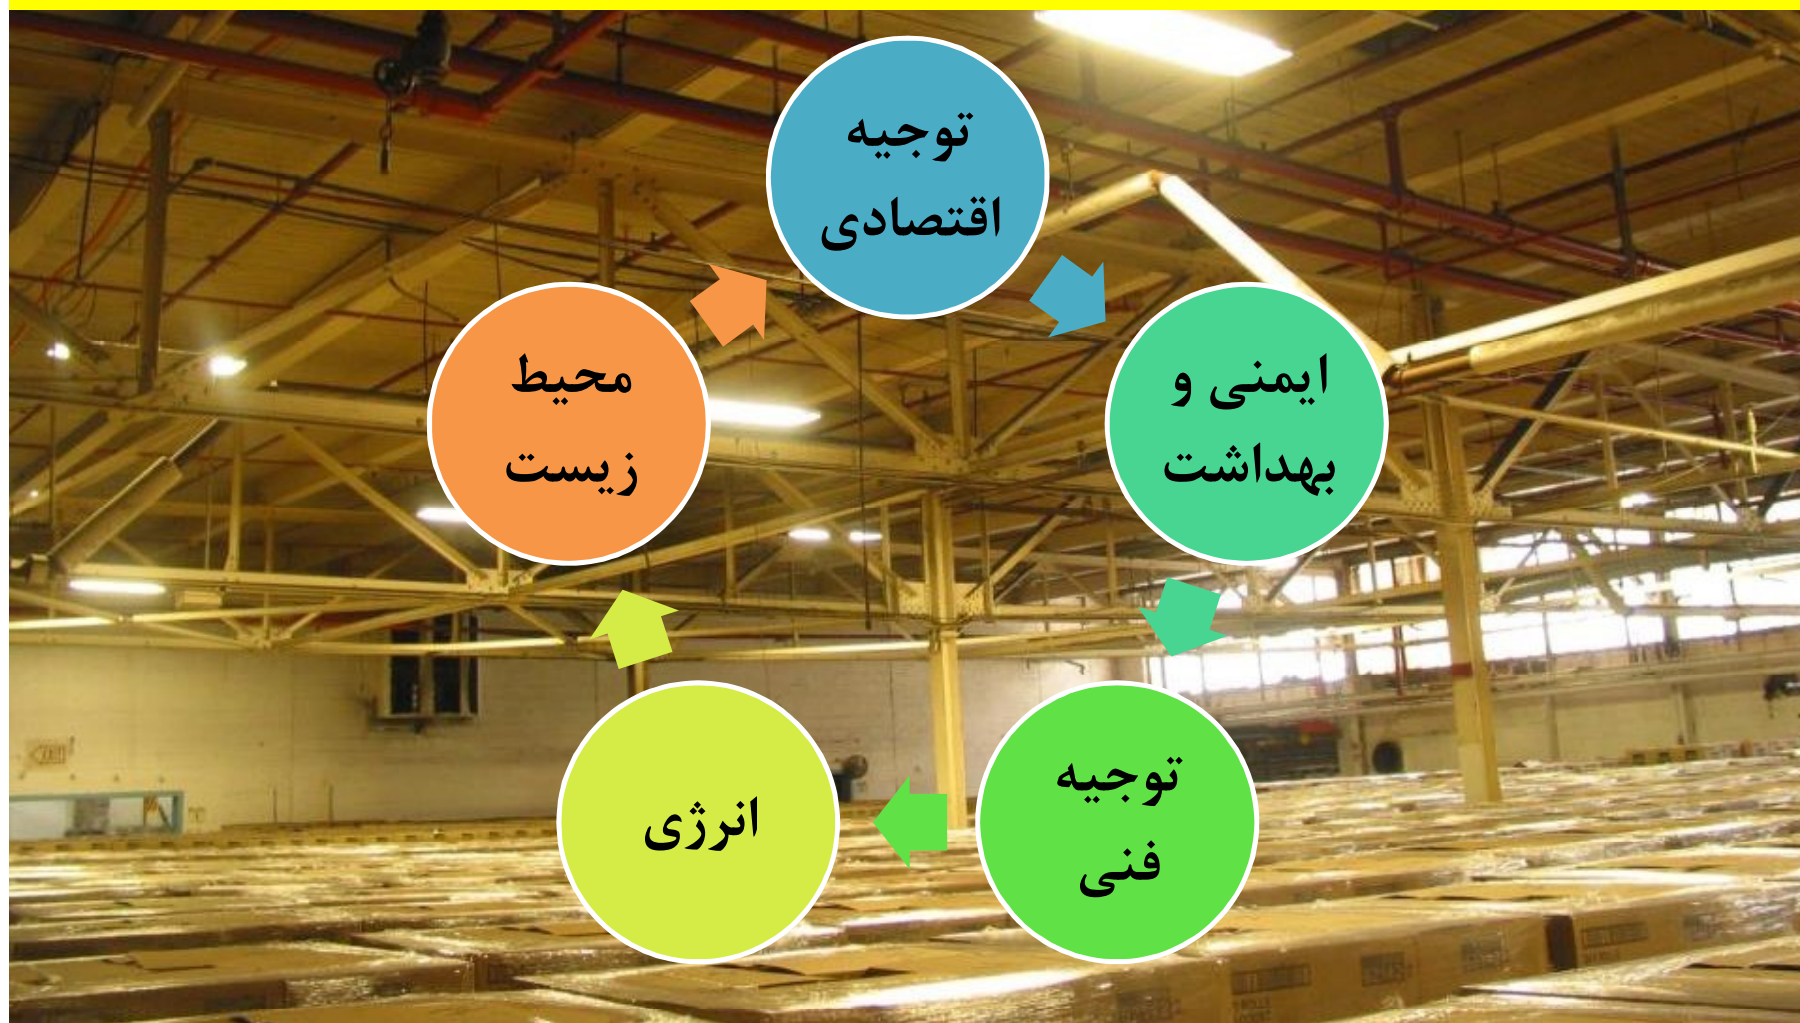 توجیه
اقتصادی
ایمنی و
بهداشت
توجیه
فنی
انرژی
محیط
زیست